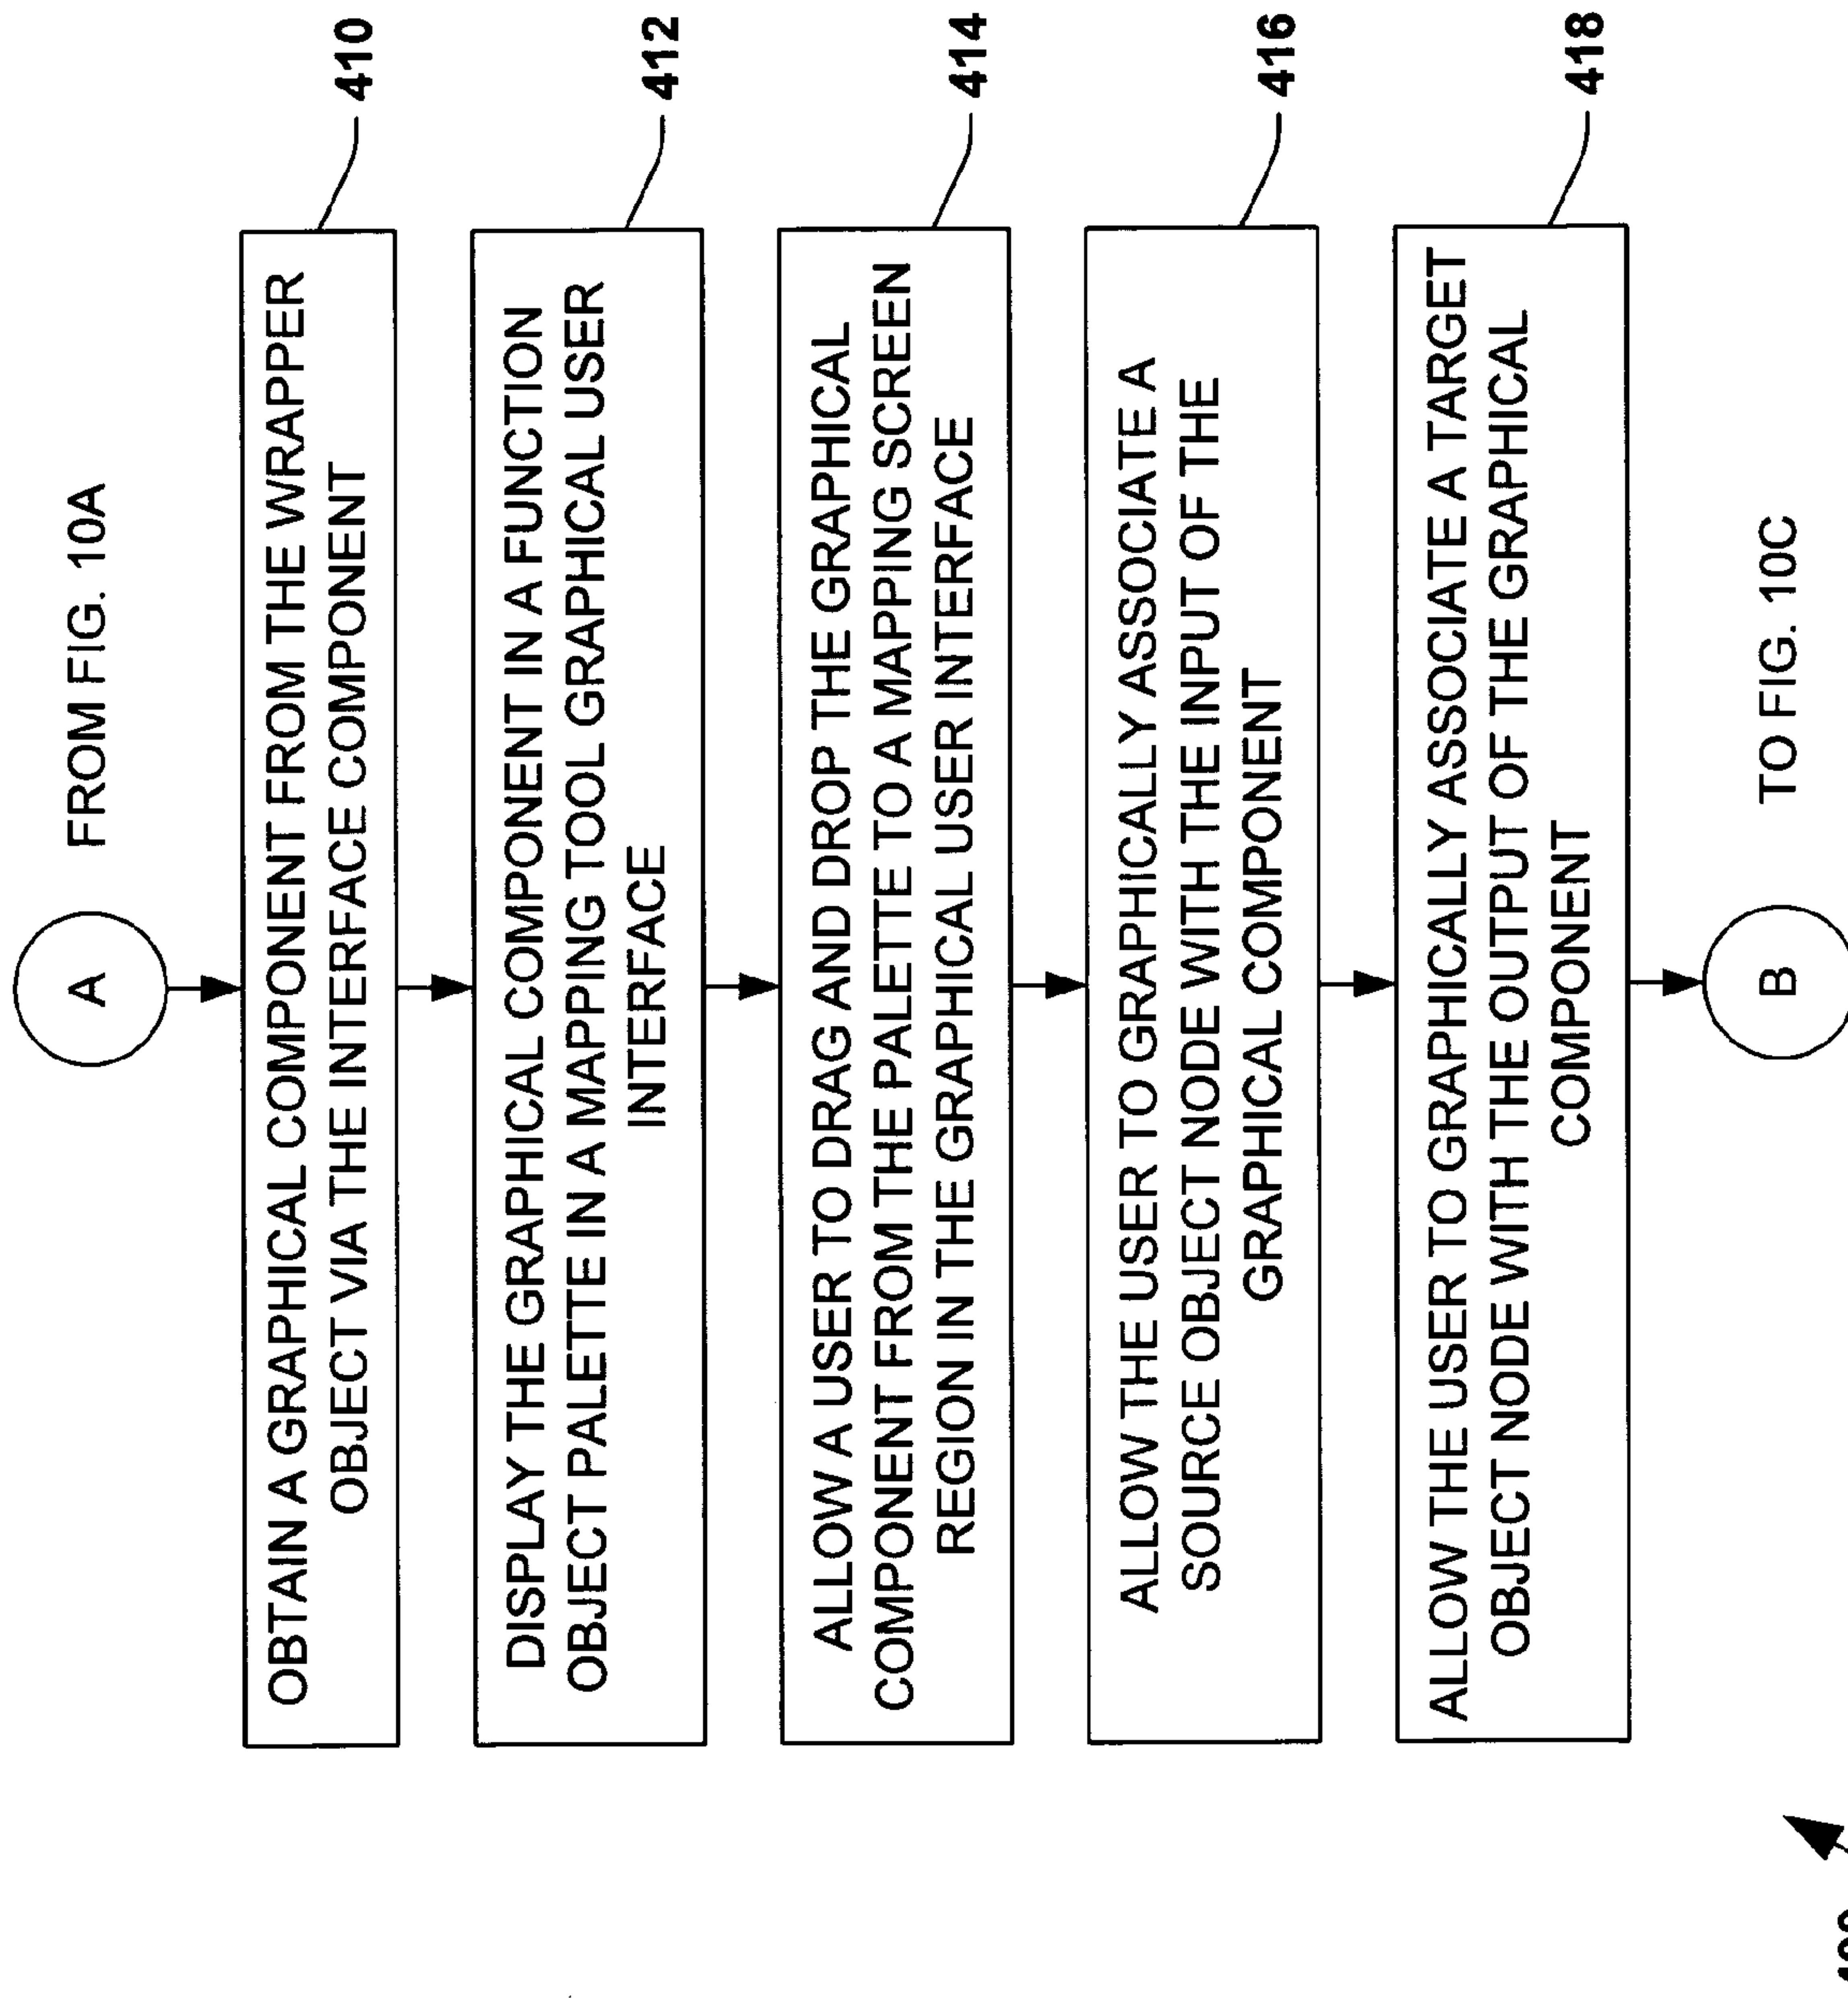 FROM FIG. 10A
A
OBTAIN A GRAPHICAL COMPONENT FROM THE WRAPPER
OBJECT VIA THE INTERFACE COMPONENT
410
DISPLAY THE GRAPHICAL COMPONENT IN A FUNCTION
OBJECT PALETTE IN A MAPPING TOOL GRAPHICAL USER
INTERFACE
412
ALLOW A USER TO DRAG AND DROP THE GRAPHICAL
COMPONENT FROM THE PALETTE TO A MAPPING SCREEN
REGION IN THE GRAPHICAL USER INTERFACE
414
ALLOW THE USER TO GRAPHICALLY ASSOCIATE A
SOURCE OBJECT NODE WITH THE INPUT OF THE
GRAPHICAL COMPONENT
416
ALLOW THE USER TO GRAPHICALLY ASSOCIATE A TARGET
OBJECT NODE WITH THE OUTPUT OF THE GRAPHICAL
COMPONENT
418
B
TO FIG. 10C